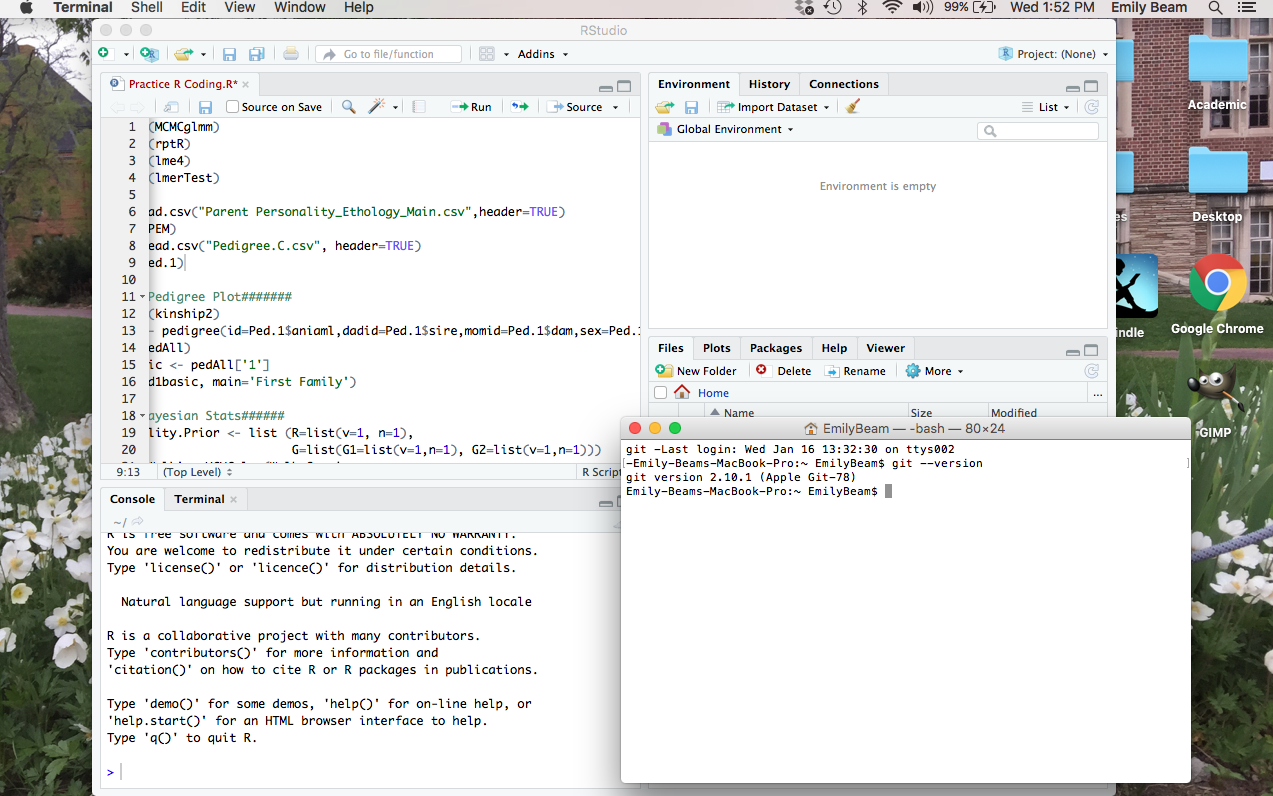 Terminal Shell Edit View Window Help 99% Wed 1:52 PM Emily Beam
RStudio
Go to file/function Addins Project: (None)
Practice R Coding.R*
Source on Save Run Source
1 (MCMCglmm)
2 (rptR)
3 (lme4)
4 (lmerTest)
5
6 ad.csv("Parent Personality_Ethology_Main.csv",header=TRUE)
7 PEM)
8 ead.csv("Pedigree.C.csv", header=TRUE)
9 ed.1)
10
11 Pedigree Plot#######
12 (kinship2)
13 - pedigree(id=Ped.1$aniaml,dadid=Ped.1$sire,momid=Ped.1$dam,sex=Ped.1
14 edAll)
15 ic <- pedAll['1']
16 d1basic, main='First Family')
17
18 ayesian Stats######
19 lity.Prior <- list (R=list(v=1, n=1),
20 G=list(G1=list(v=1,n=1), G2=list(v=1,n=1)))
9:13 (Top Level) R Script
Console Terminal
~/
R is free software and comes with ABSOLUTELY NO WARRANTY.
You are welcome to redistribute it under certain conditions.
Type 'license()' or 'licence()' for distribution details.
Natural language support but running in an English locale
R is a collaborative project with many contributors.
Type 'contributors()' for more information and
'citation()' on how to cite R or R packages in publications.
Type 'demo()' for some demos, 'help()' for on-line help, or
'help.start()' for an HTML browser interface to help.
Type 'q()' to quit R.
>
Environment History Connections
Import Dataset List
Global Environment
Environment is empty
Files Plots Packages Help Viewer
New Folder Delete Rename More
Home ...
Name Size Modified
EmilyBeam — -bash — 80×24
git -Last login: Wed Jan 16 13:32:30 on ttys002
[-Emily-Beams-MacBook-Pro:~ EmilyBeam$ git --version ]
git version 2.10.1 (Apple Git-78)
Emily-Beams-MacBook-Pro:~ EmilyBeam$
Academic
es Desktop
indle Google Chrome
GIMP